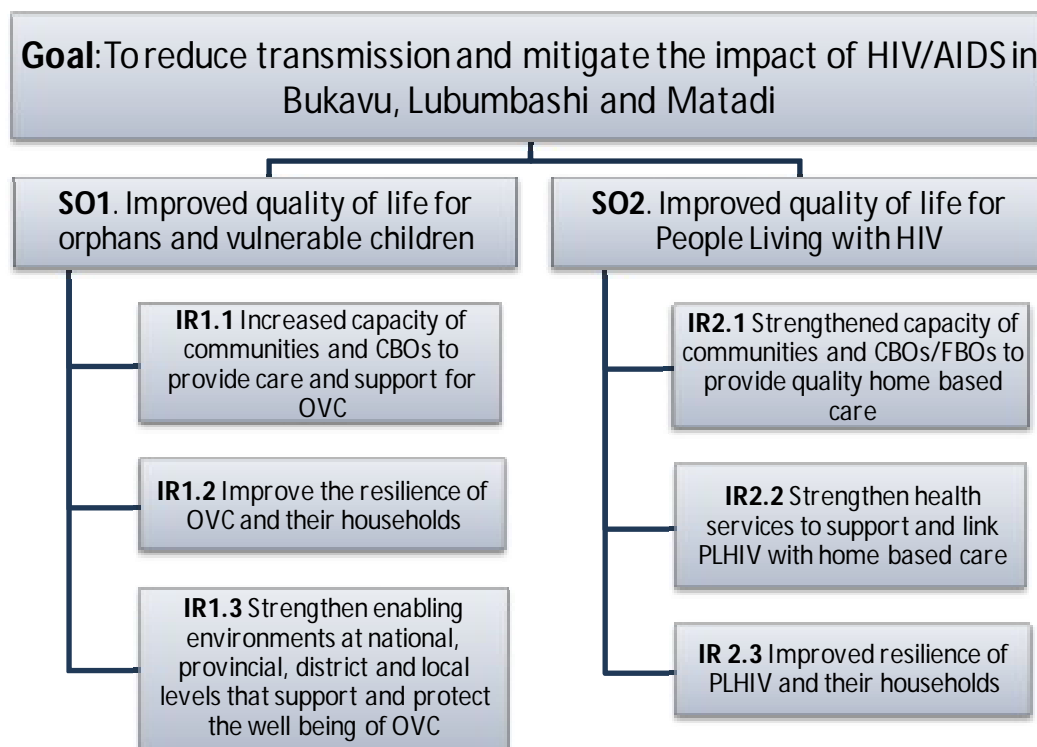 Goal: To reduce transmission and mitigate the impact of HIV/AIDS in
Bukavu, Lubumbashi and Matadi
SO1. Improved quality of life for
orphans and vulnerable children
IR1.1 Increased capacity of
communities and CBOs to
provide care and support for
OVC
IR1.2 Improve the resilience of
OVC and their households
IR1.3 Strengthen enabling
environments at national,
provincial, district and local
levels that support and protect
the well being of OVC
SO2. Improved quality of life for
People Living with HIV
IR2.1 Strengthened capacity of
communities and CBOs/FBOs to
provide quality home based
care
IR2.2 Strengthen health
services to support and link
PLHIV with home based care
IR 2.3 Improved resilience of
PLHIV and their households